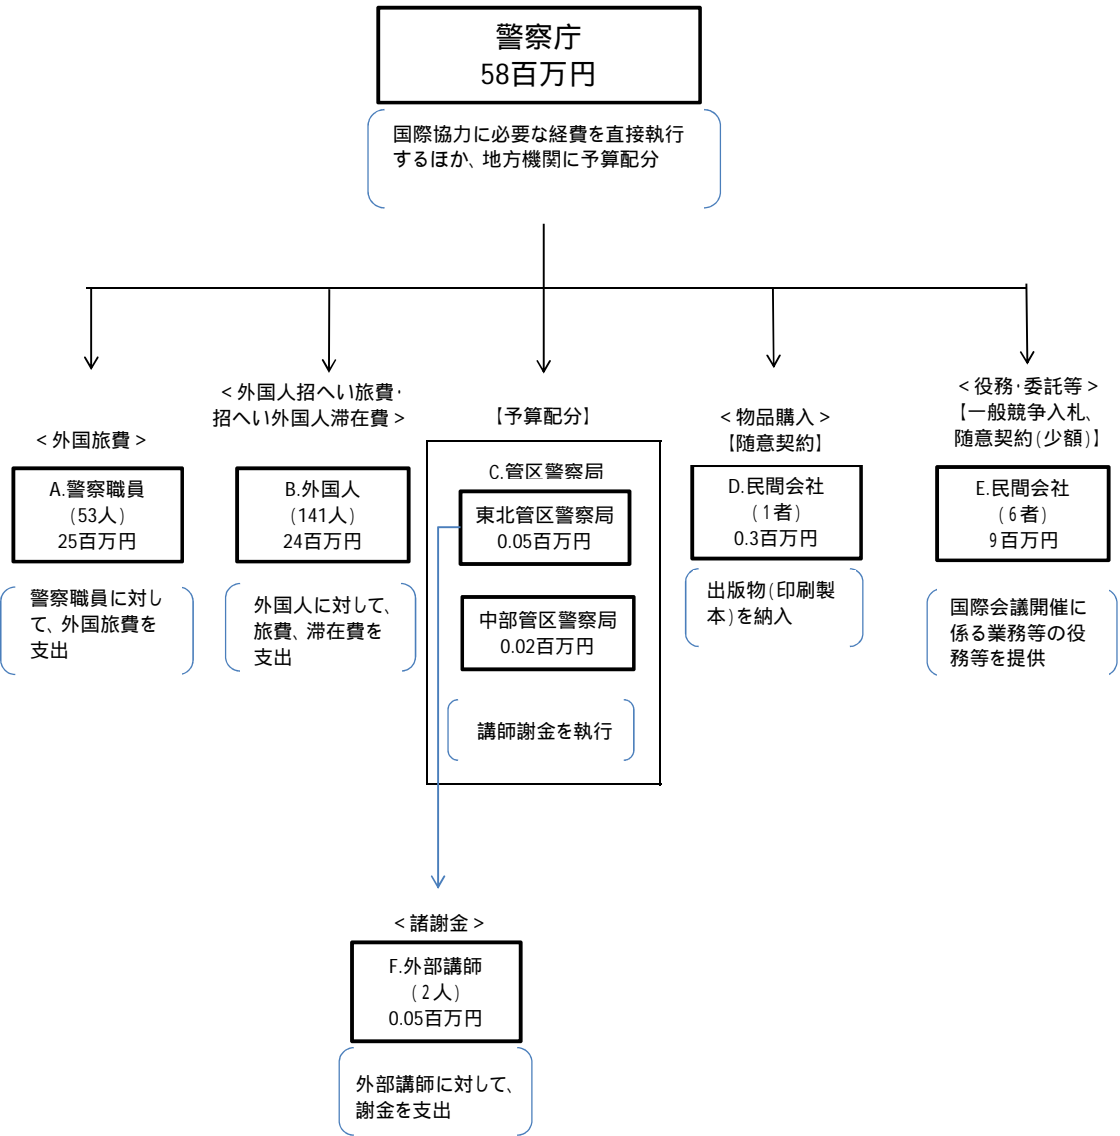 警察庁
58百万円
国際協力に必要な経費を直接執行
するほか、地方機関に予算配分
<外国旅費>
A.警察職員
(53人)
25百万円
警察職員に対し
て、外国旅費を
支出
<外国人招へい旅費・
招へい外国人滞在費>
B.外国人
(141人)
24百万円
外国人に対して、
旅費、滞在費を
支出
【予算配分】
C.管区警察局
東北管区警察局
0.05百万円
中部管区警察局
0.02百万円
講師謝金を執行
<物品購入>
【随意契約】
D.民間会社
(1者)
0.3百万円
出版物(印刷製
本)を納入
<役務・委託等>
【一般競争入札、
随意契約(少額)】
E.民間会社
(6者)
9百万円
国際会議開催に
係る業務等の役
務等を提供
<諸謝金>
F.外部講師
(2人)
0.05百万円
外部講師に対して、
謝金を支出